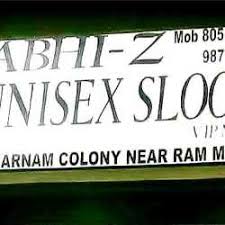 ABHI-Z Mob 805
987
UNISEX SLOO
VIP
ARNAM COLONY NEAR RAM M